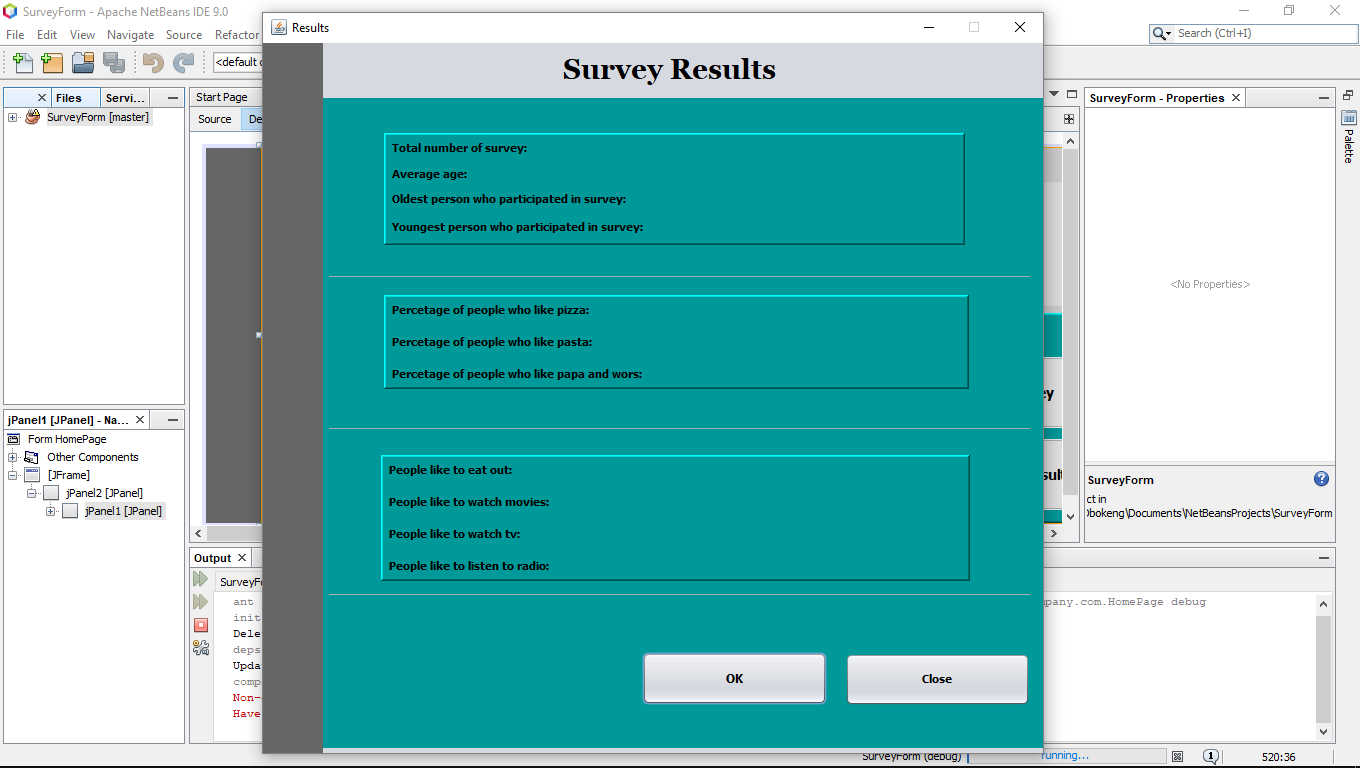 SurveyForm - Apache NetBeans IDE 9.0
File Edit View Navigate Source Refactor
Search (Ctrl+I)
<default c
Results
Survey Results
Total number of survey:
Average age:
Oldest person who participated in survey:
Youngest person who participated in survey:
Percetage of people who like pizza:
Percetage of people who like pasta:
Percetage of people who like papa and wors:
People like to eat out:
People like to watch movies:
People like to watch tv:
People like to listen to radio:
OK
Close
Files
Servi...
SurveyForm [master]
jPanel1 [JPanel] - Na...
Form HomePage
Other Components
[JFrame]
jPanel2 [JPanel]
jPanel1 [JPanel]
Start Page
Source De
ey
sult
SurveyForm - Properties
<No Properties>
SurveyForm
ct in
obokeng\Documents\NetBeansProjects\SurveyForm
Palette
Output
SurveyFo
ant
init
Dele
deps
Upda
comp
Non-
Have
mpany.com.HomePage debug
SurveyForm (debug)
running...
1
520:36